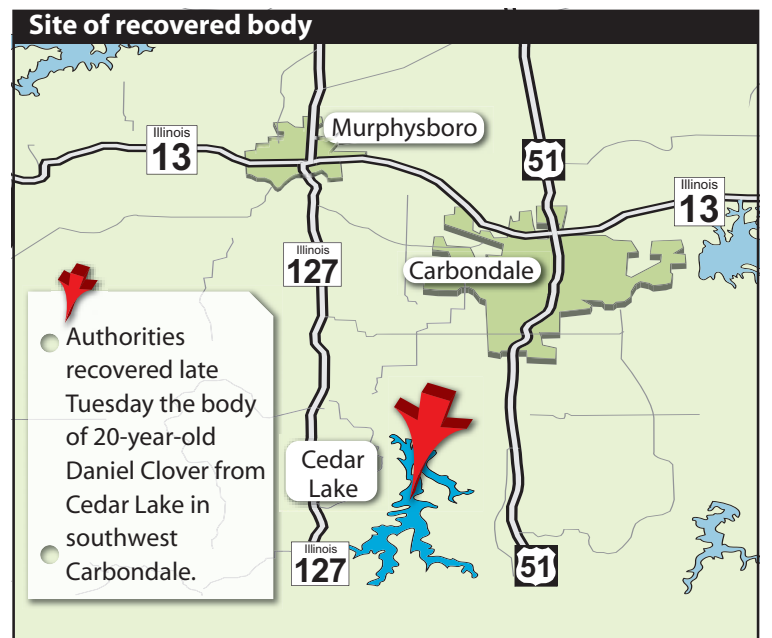 Site of recovered body
Murphysboro
Illinois
13
51
Illinois
13
Illinois
127
Carbondale
Authorities
recovered late
Tuesday the body
of 20-year-old
Daniel Clover from
Cedar Lake in
southwest
Carbondale.
Cedar
Lake
Illinois
127
51